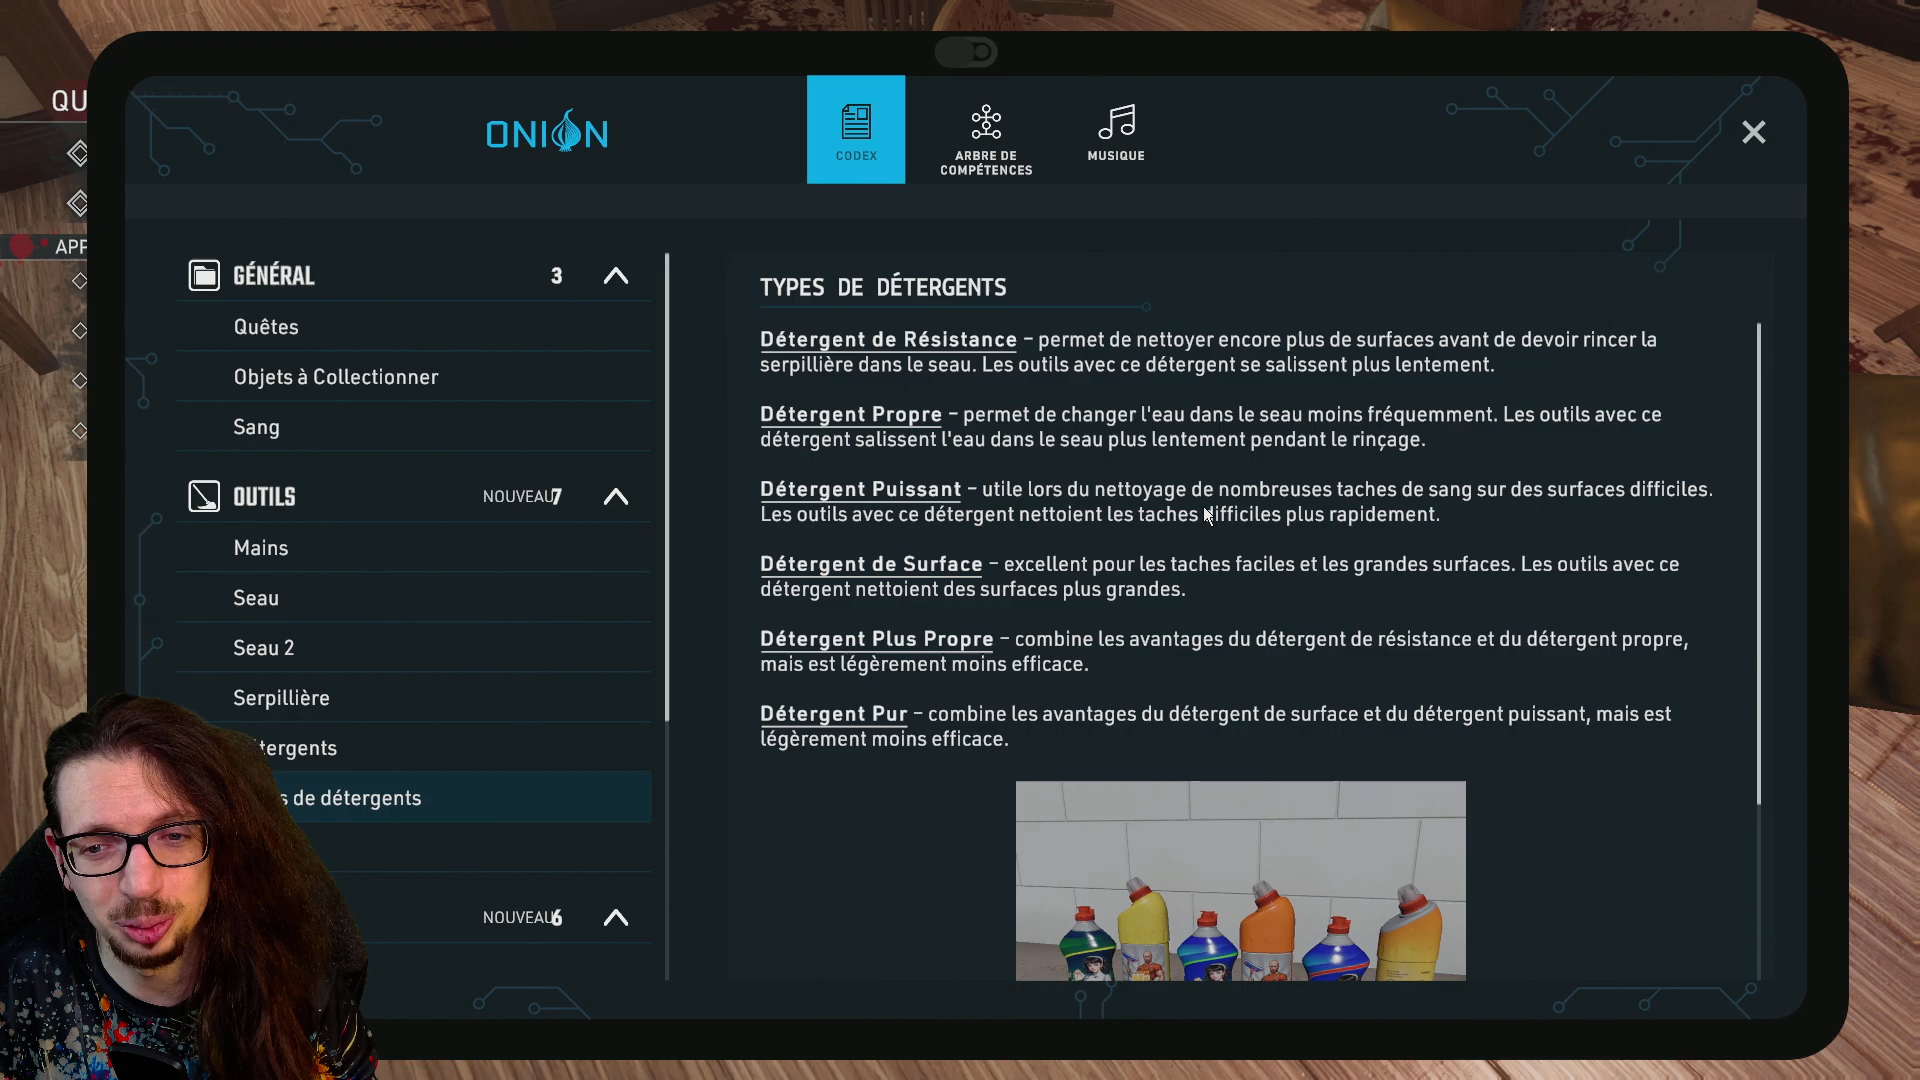 QU
APP
ONION
CODEX
ARBRE DE
COMPÉTENCES
MUSIQUE
GÉNÉRAL 3
Quêtes
Objets à Collectionner
Sang
OUTILS NOUVEAU 7
Mains
Seau
Seau 2
Serpillière
tergents
s de détergents
NOUVEAU 6
TYPES DE DÉTERGENTS
Détergent de Résistance – permet de nettoyer encore plus de surfaces avant de devoir rincer la
serpillière dans le seau. Les outils avec ce détergent se salissent plus lentement.
Détergent Propre – permet de changer l'eau dans le seau moins fréquemment. Les outils avec ce
détergent salissent l'eau dans le seau plus lentement pendant le rinçage.
Détergent Puissant – utile lors du nettoyage de nombreuses taches de sang sur des surfaces difficiles.
Les outils avec ce détergent nettoient les taches difficiles plus rapidement.
Détergent de Surface – excellent pour les taches faciles et les grandes surfaces. Les outils avec ce
détergent nettoient des surfaces plus grandes.
Détergent Plus Propre – combine les avantages du détergent de résistance et du détergent propre,
mais est légèrement moins efficace.
Détergent Pur – combine les avantages du détergent de surface et du détergent puissant, mais est
légèrement moins efficace.